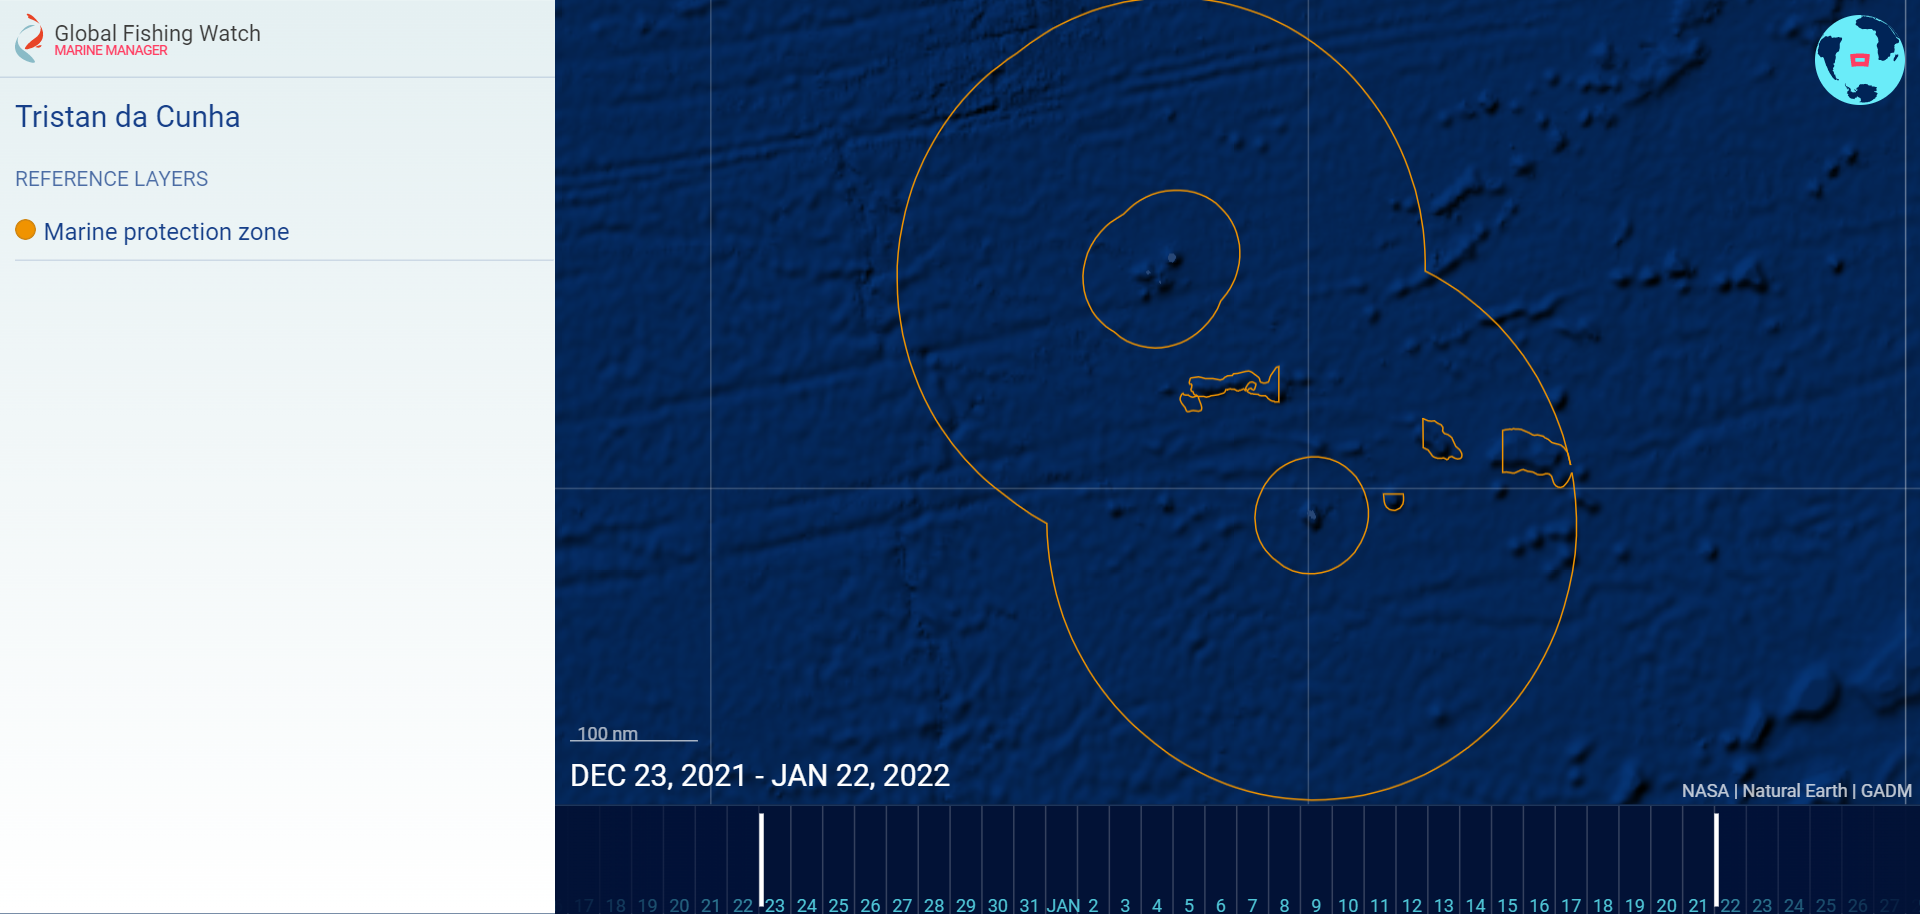 Global Fishing Watch
MARINE MANAGER
Tristan da Cunha
REFERENCE LAYERS
Marine protection zone
100 nm
DEC 23, 2021 - JAN 22, 2022
NASA | Natural Earth | GADM
17 18 19 20 21 22 23 24 25 26 27 28 29 30 31 JAN 2 3 4 5 6 7 8 9 10 11 12 13 14 15 16 17 18 19 20 21 22 23 24 25 26 27